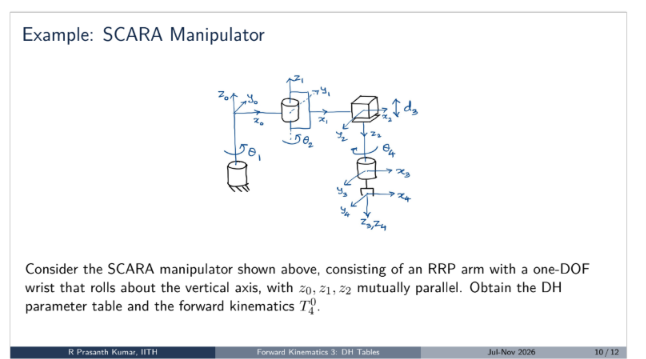 Example: SCARA Manipulator
z₁
z₀ y₀ y₁
x₀ x₁ x₂ d₃
θ₂ y₂ z₂
θ₁ θ₄
x₃
y₃ x₄
y₄ z₃,z₄
Consider the SCARA manipulator shown above, consisting of an RRP arm with a one-DOF
wrist that rolls about the vertical axis, with z₀, z₁, z₂ mutually parallel. Obtain the DH
parameter table and the forward kinematics T₄⁰.
R Prasanth Kumar, IITH Forward Kinematics 3: DH Tables Jul-Nov 2026 10 / 12